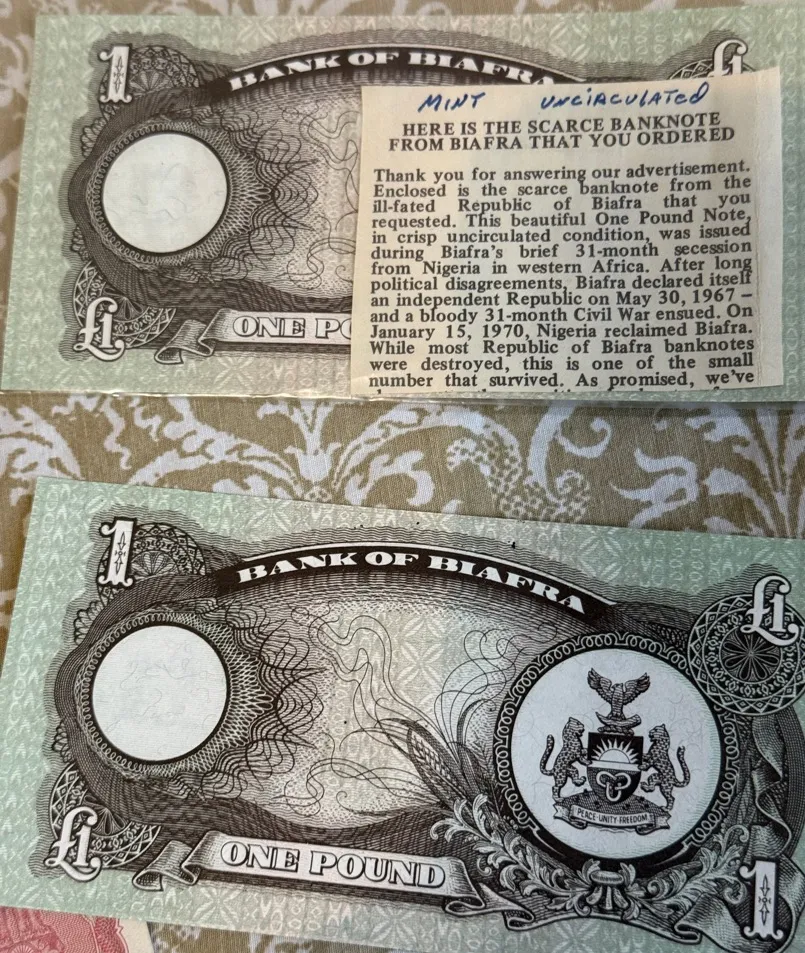 1
BANK OF BIAFRA
£1
MINT UNCIRCULATED
HERE IS THE SCARCE BANKNOTE
FROM BIAFRA THAT YOU ORDERED
Thank you for answering our advertisement.
Enclosed is the scarce banknote from the
ill-fated Republic of Biafra that you
requested. This beautiful One Pound Note,
in crisp uncirculated condition, was issued
during Biafra's brief 31-month secession
from Nigeria in western Africa. After long
political disagreements, Biafra declared itself
an independent Republic on May 30, 1967 –
and a bloody 31-month Civil War ensued. On
January 15, 1970, Nigeria reclaimed Biafra.
While most Republic of Biafra banknotes
were destroyed, this is one of the small
number that survived. As promised, we've
£1
ONE PO
1
BANK OF BIAFRA
£1
PEACE·UNITY·FREEDOM
£1
ONE POUND
1